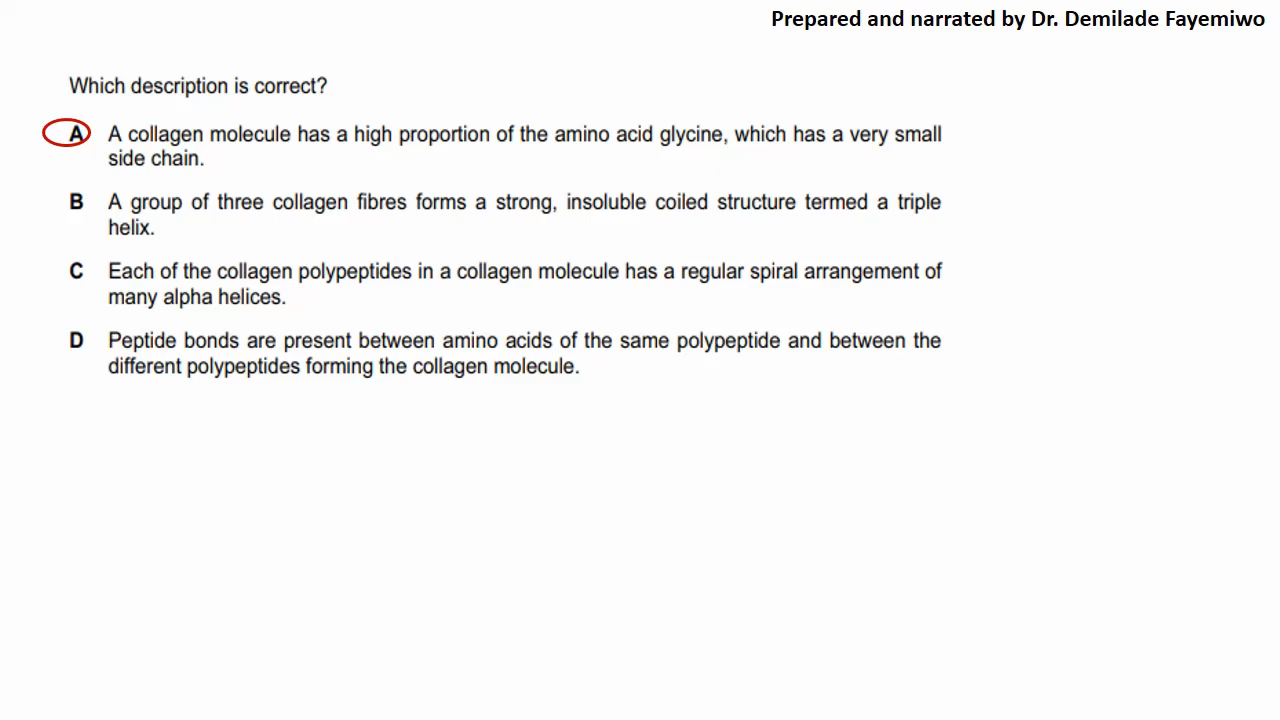 Prepared and narrated by Dr. Demilade Fayemiwo
Which description is correct?
A A collagen molecule has a high proportion of the amino acid glycine, which has a very small
side chain.
B A group of three collagen fibres forms a strong, insoluble coiled structure termed a triple
helix.
C Each of the collagen polypeptides in a collagen molecule has a regular spiral arrangement of
many alpha helices.
D Peptide bonds are present between amino acids of the same polypeptide and between the
different polypeptides forming the collagen molecule.